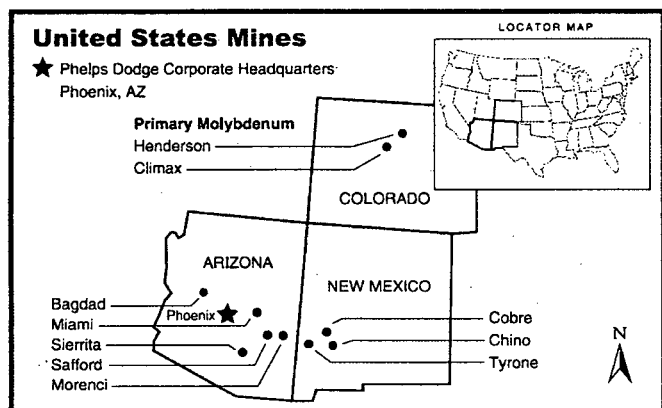 United States Mines
Phelps Dodge Corporate Headquarters
Phoenix, AZ
LOCATOR MAP
Primary Molybdenum
Henderson
Climax
COLORADO
ARIZONA
NEW MEXICO
Bagdad
Phoenix
Miami
Sierrita
Safford
Morenci
Cobre
Chino
Tyrone
N